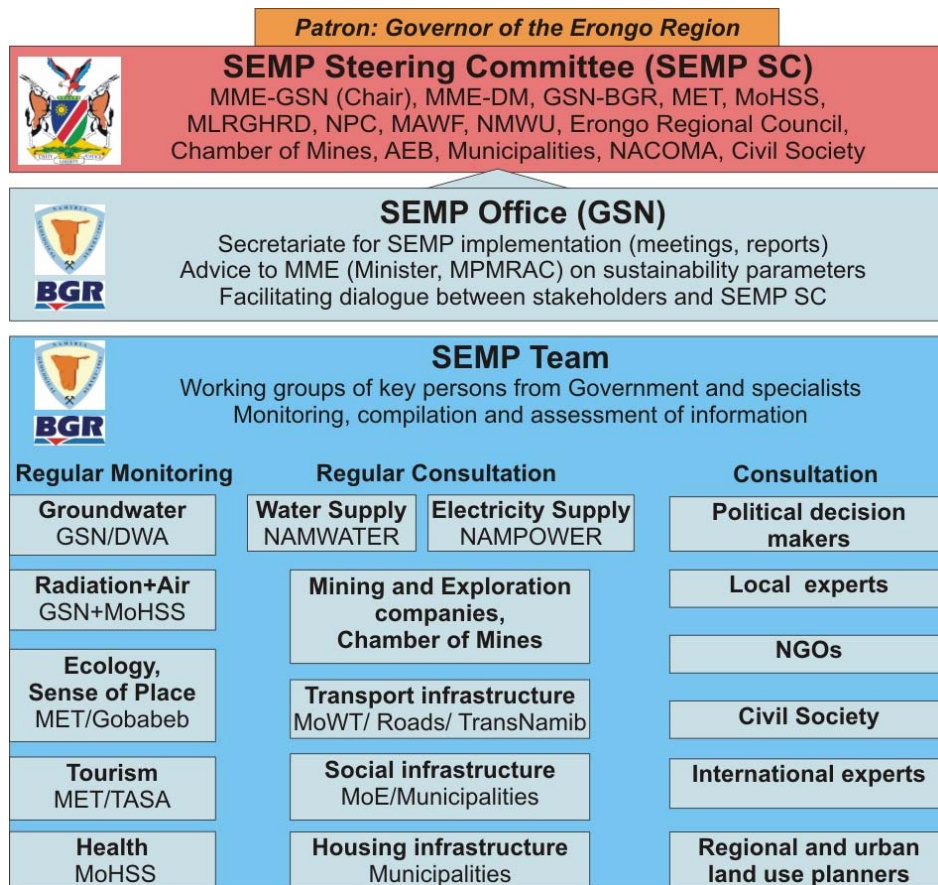 Patron: Governor of the Erongo Region
SEMP Steering Committee (SEMP SC)
MME-GSN (Chair), MME-DM, GSN-BGR, MET, MoHSS,
MLRGHRD, NPC, MAWF, NMWU, Erongo Regional Council,
Chamber of Mines, AEB, Municipalities, NACOMA, Civil Society
SEMP Office (GSN)
Secretariate for SEMP implementation (meetings, reports)
Advice to MME (Minister, MPMRAC) on sustainability parameters
Facilitating dialogue between stakeholders and SEMP SC
BGR
SEMP Team
Working groups of key persons from Government and specialists
Monitoring, compilation and assessment of information
BGR
Regular Monitoring
Groundwater
GSN/DWA
Radiation+Air
GSN+MoHSS
Ecology,
Sense of Place
MET/Gobabeb
Tourism
MET/TASA
Health
MoHSS
Regular Consultation
Water Supply
NAMWATER
Electricity Supply
NAMPOWER
Mining and Exploration
companies,
Chamber of Mines
Transport infrastructure
MoWT/ Roads/ TransNamib
Social infrastructure
MoE/Municipalities
Housing infrastructure
Municipalities
Consultation
Political decision
makers
Local experts
NGOs
Civil Society
International experts
Regional and urban
land use planners